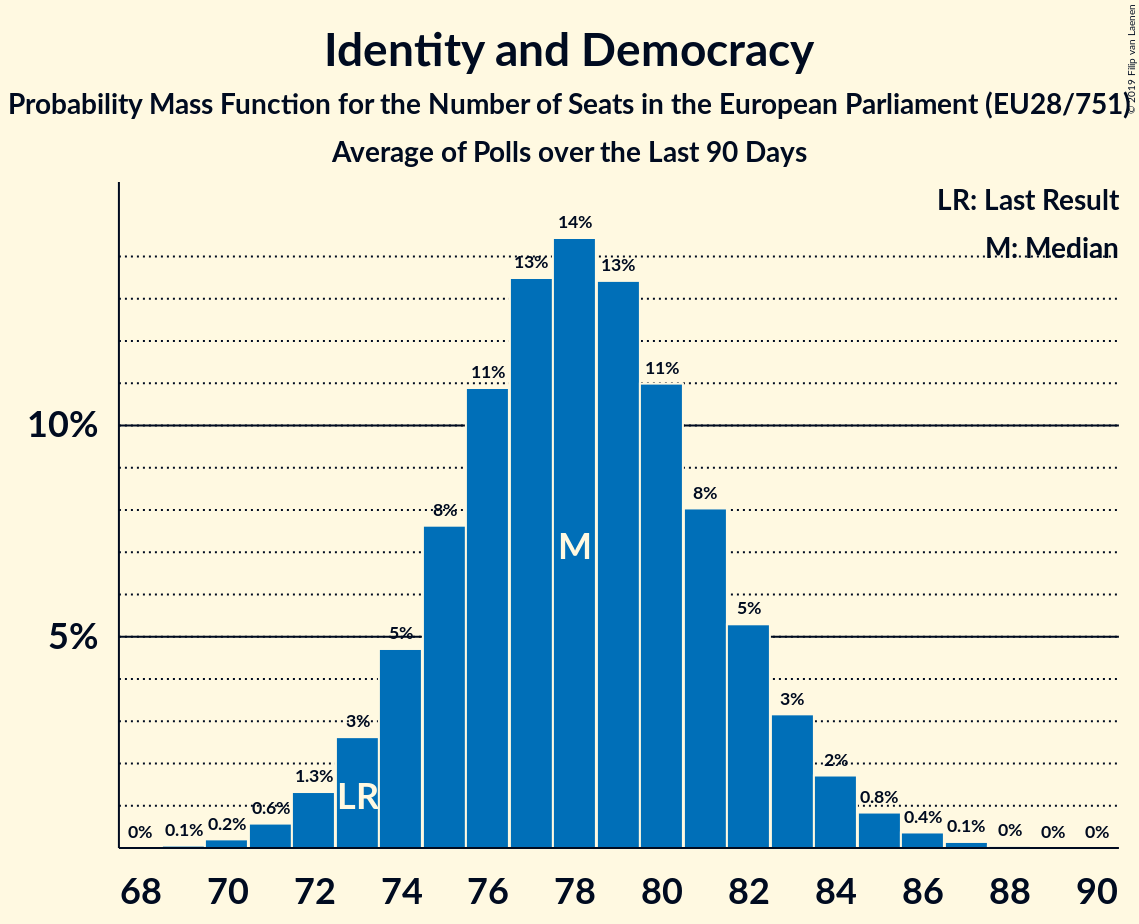 Identity and Democracy
Probability Mass Function for the Number of Seats in the European Parliament (EU28/751)
Average of Polls over the Last 90 Days
© 2019 Filip van Laenen
LR: Last Result
M: Median
14%
13% 13%
11% 11%
10%
8% 8%
M
5%
5% 5%
3% 3%
1.3% LR 2%
0% 0.1% 0.2% 0.6% 0.8% 0.4% 0.1% 0% 0% 0%
68 70 72 74 76 78 80 82 84 86 88 90